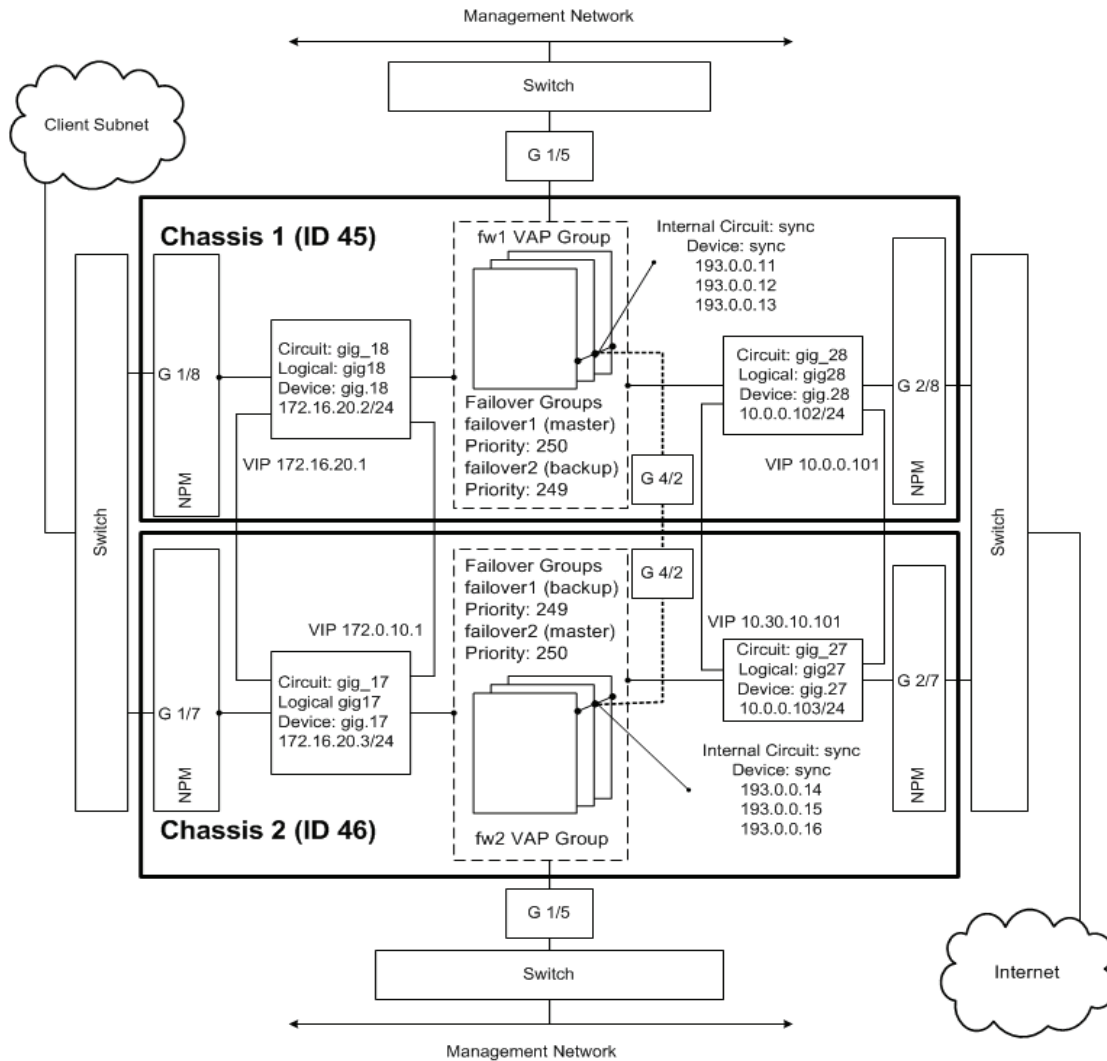 Management Network
Switch
Client Subnet
G 1/5
Chassis 1 (ID 45)
fw1 VAP Group
Internal Circuit: sync
Device: sync
193.0.0.11
193.0.0.12
193.0.0.13
Switch
G 1/8
NPM
Circuit: gig_18
Logical: gig18
Device: gig.18
172.16.20.2/24
VIP 172.16.20.1
Failover Groups
failover1 (master)
Priority: 250
failover2 (backup)
Priority: 249
G 4/2
Circuit: gig_28
Logical: gig28
Device: gig.28
10.0.0.102/24
VIP 10.0.0.101
G 2/8
NPM
Switch
G 1/7
NPM
VIP 172.0.10.1
Circuit: gig_17
Logical gig17
Device: gig.17
172.16.20.3/24
Failover Groups
failover1 (backup)
Priority: 249
failover2 (master)
Priority: 250
G 4/2
VIP 10.30.10.101
Circuit: gig_27
Logical: gig27
Device: gig.27
10.0.0.103/24
G 2/7
NPM
Internal Circuit: sync
Device: sync
193.0.0.14
193.0.0.15
193.0.0.16
Chassis 2 (ID 46)
fw2 VAP Group
G 1/5
Switch
Internet
Management Network